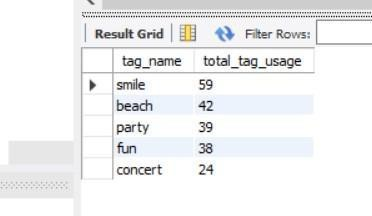 Result Grid Filter Rows:
tag_name total_tag_usage
smile 59
beach 42
party 39
fun 38
concert 24